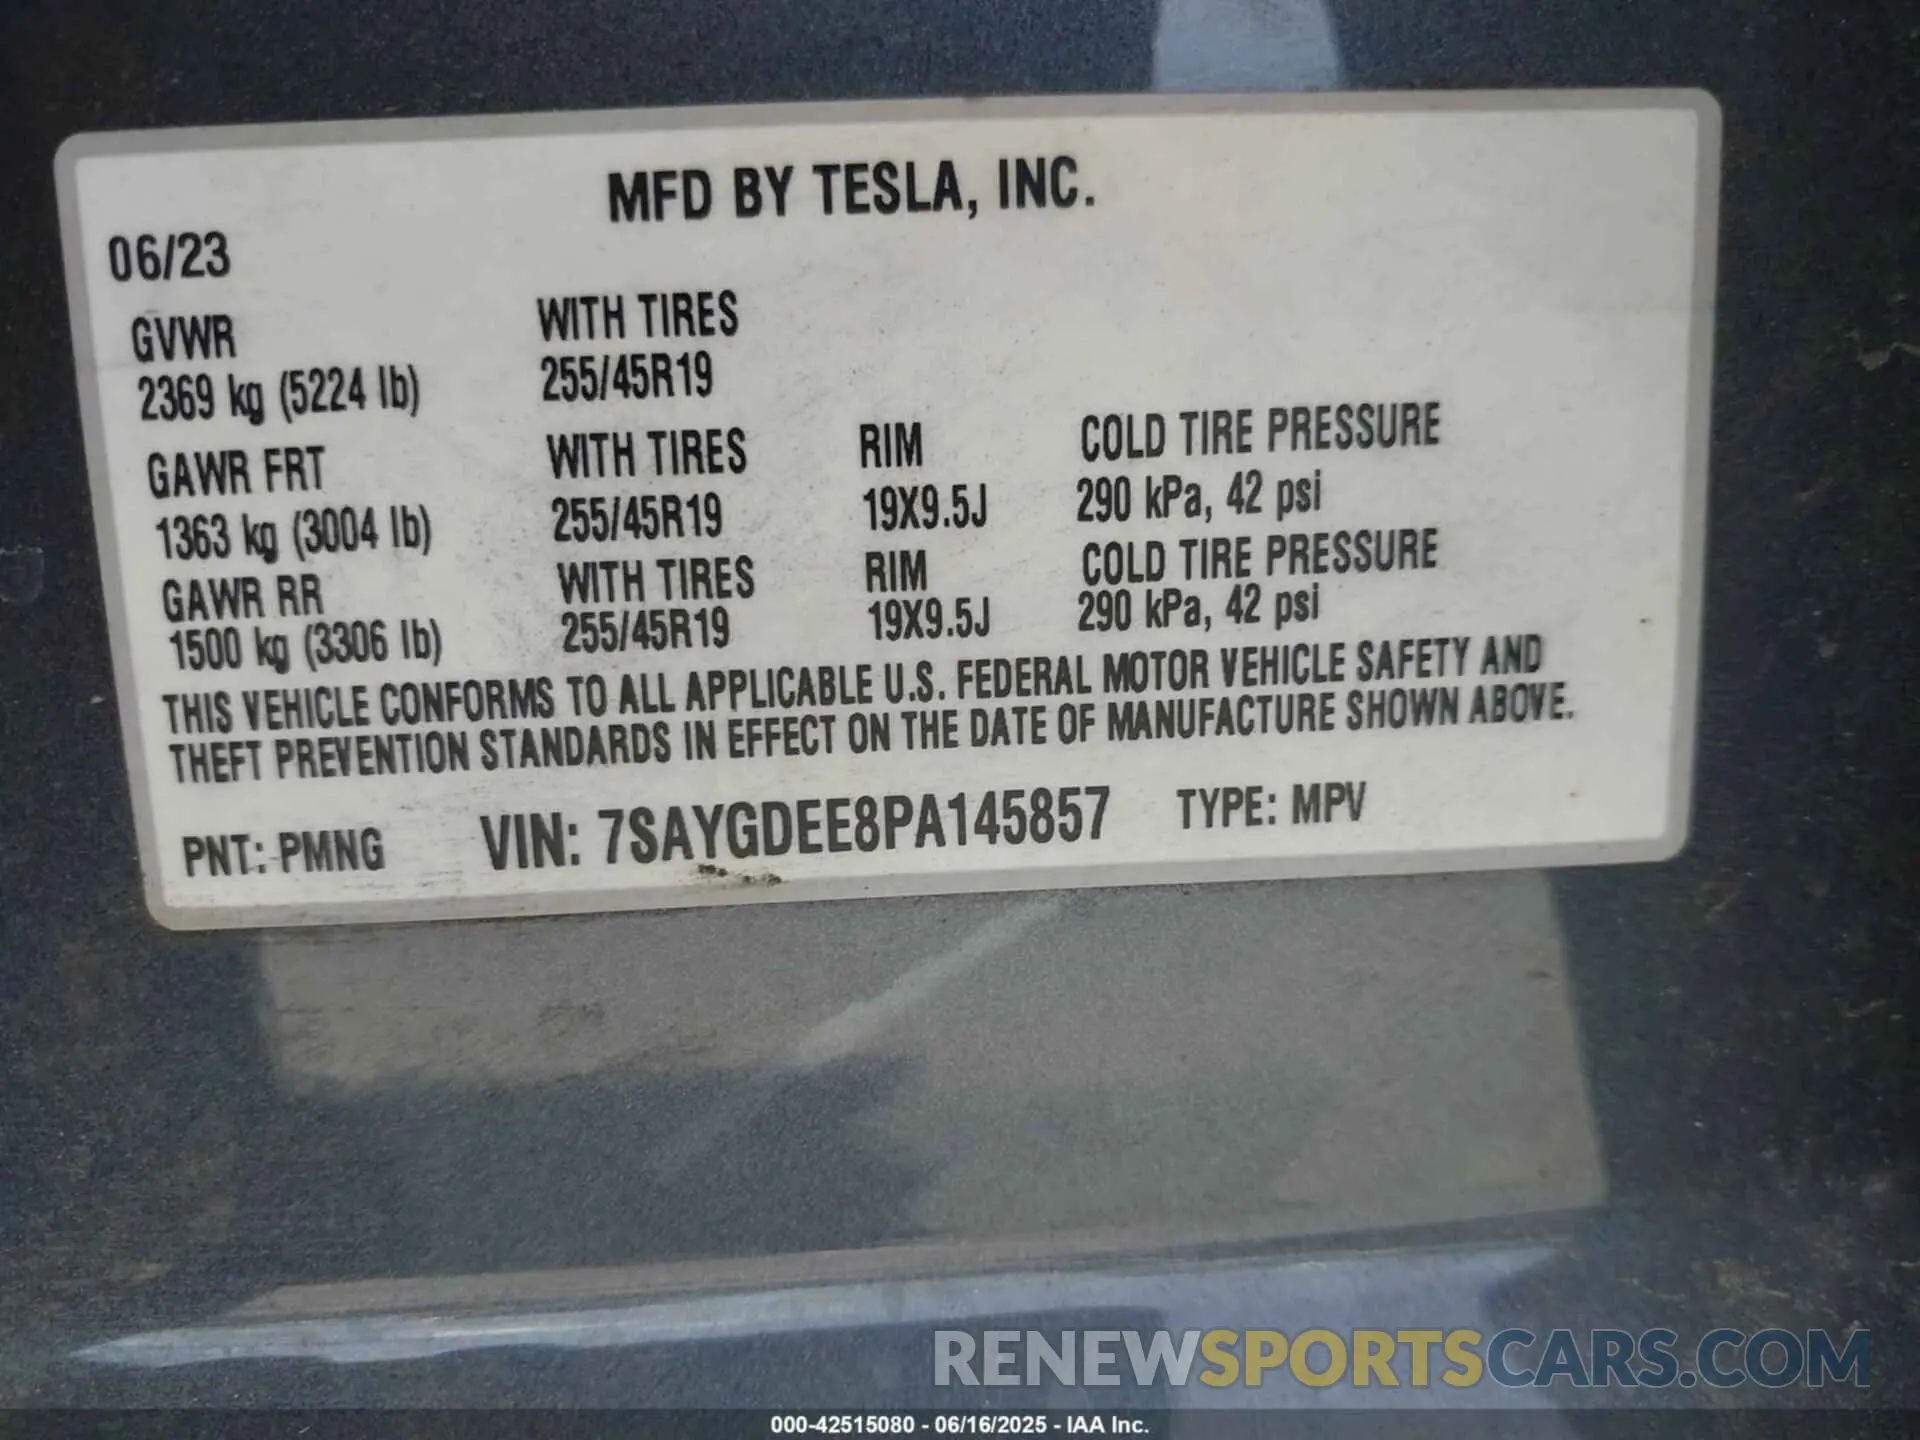 MFD BY TESLA, INC.
06/23
GVWR WITH TIRES
2369 kg (5224 lb) 255/45R19
GAWR FRT WITH TIRES RIM COLD TIRE PRESSURE
1363 kg (3004 lb) 255/45R19 19X9.5J 290 kPa, 42 psi
GAWR RR WITH TIRES RIM COLD TIRE PRESSURE
1500 kg (3306 lb) 255/45R19 19X9.5J 290 kPa, 42 psi
THIS VEHICLE CONFORMS TO ALL APPLICABLE U.S. FEDERAL MOTOR VEHICLE SAFETY AND
THEFT PREVENTION STANDARDS IN EFFECT ON THE DATE OF MANUFACTURE SHOWN ABOVE.
PNT: PMNG VIN: 7SAYGDEE8PA145857 TYPE: MPV
RENEWSPORTSCARS.COM
000-42515080 - 06/16/2025 - IAA Inc.